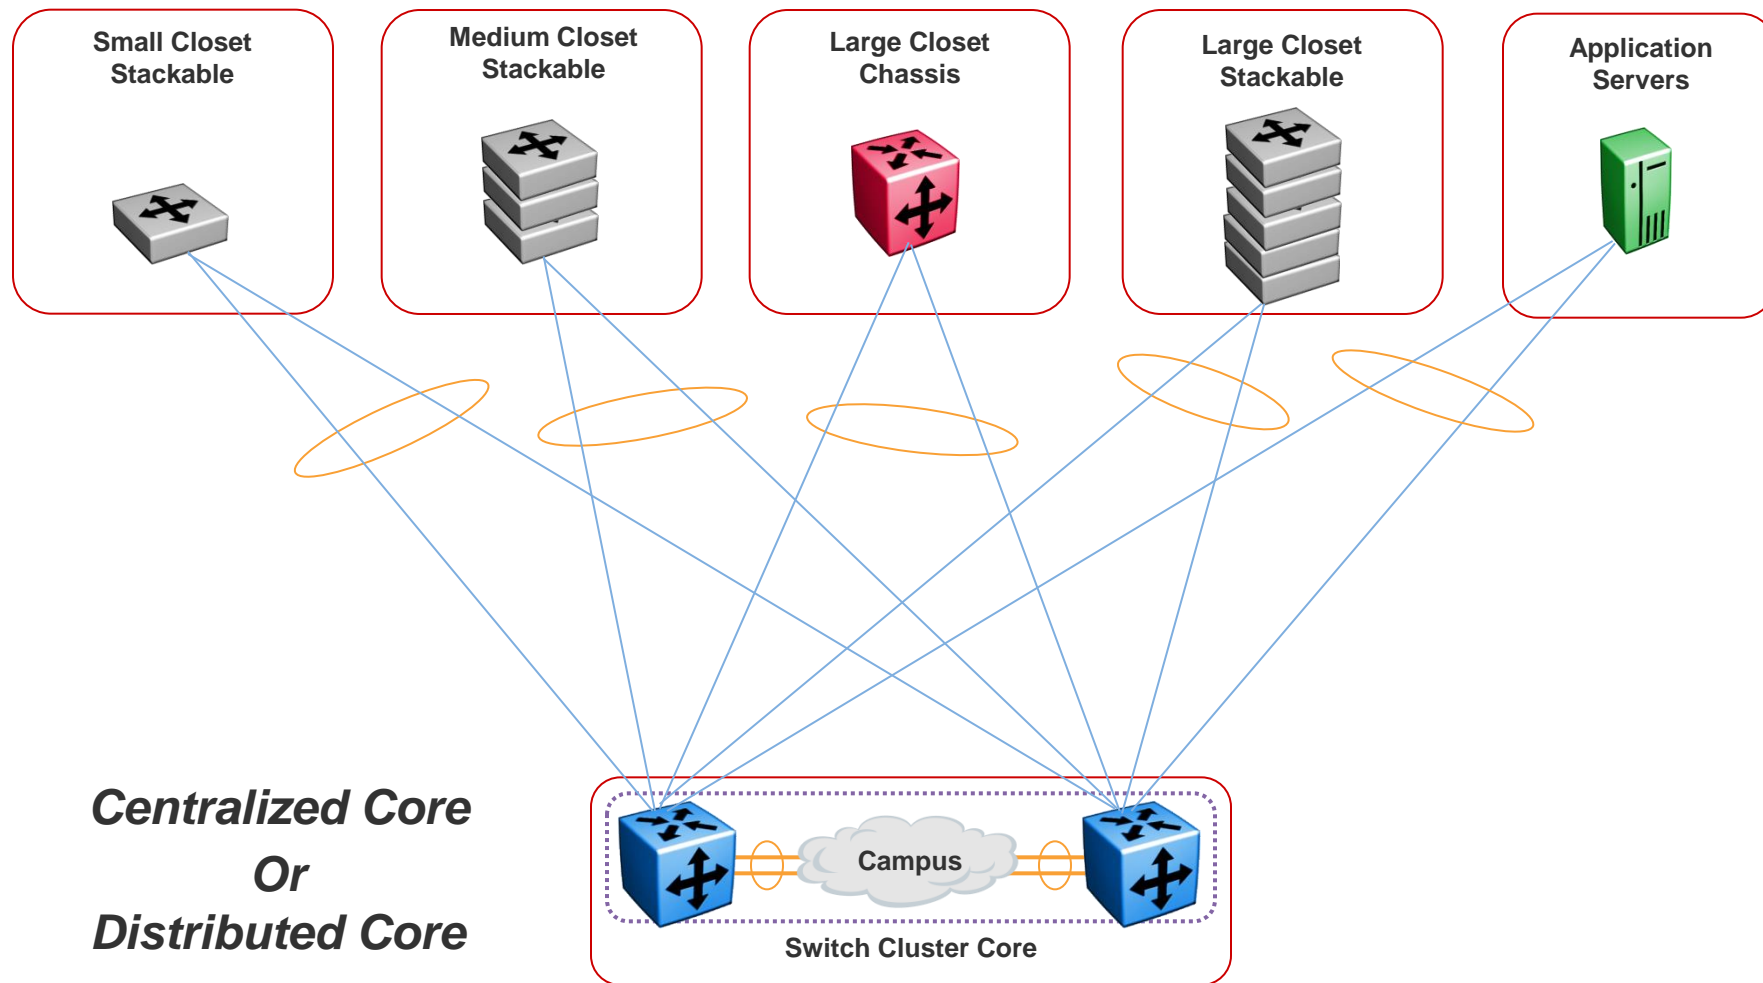 Small Closet
Stackable
Medium Closet
Stackable
Large Closet
Chassis
Large Closet
Stackable
Application
Servers
Centralized Core
Or
Distributed Core
Campus
Switch Cluster Core